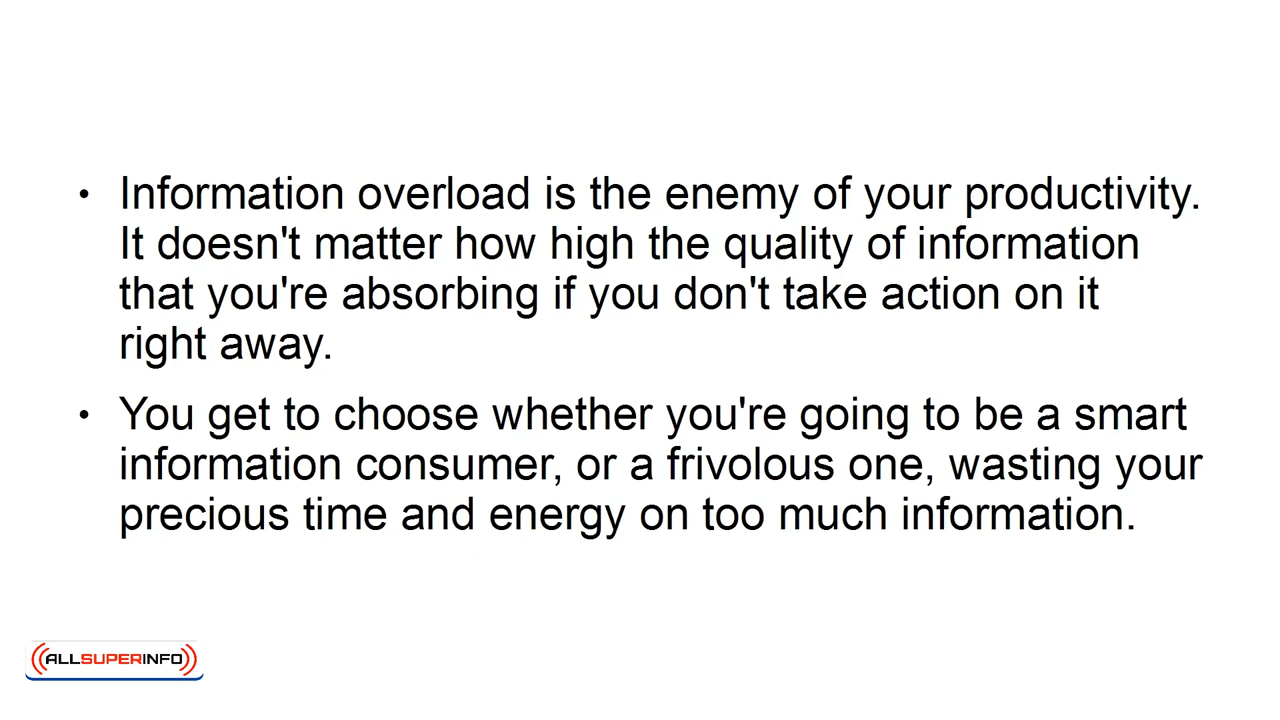 • Information overload is the enemy of your productivity.
It doesn't matter how high the quality of information
that you're absorbing if you don't take action on it
right away.
• You get to choose whether you're going to be a smart
information consumer, or a frivolous one, wasting your
precious time and energy on too much information.
ALLSUPERINFO